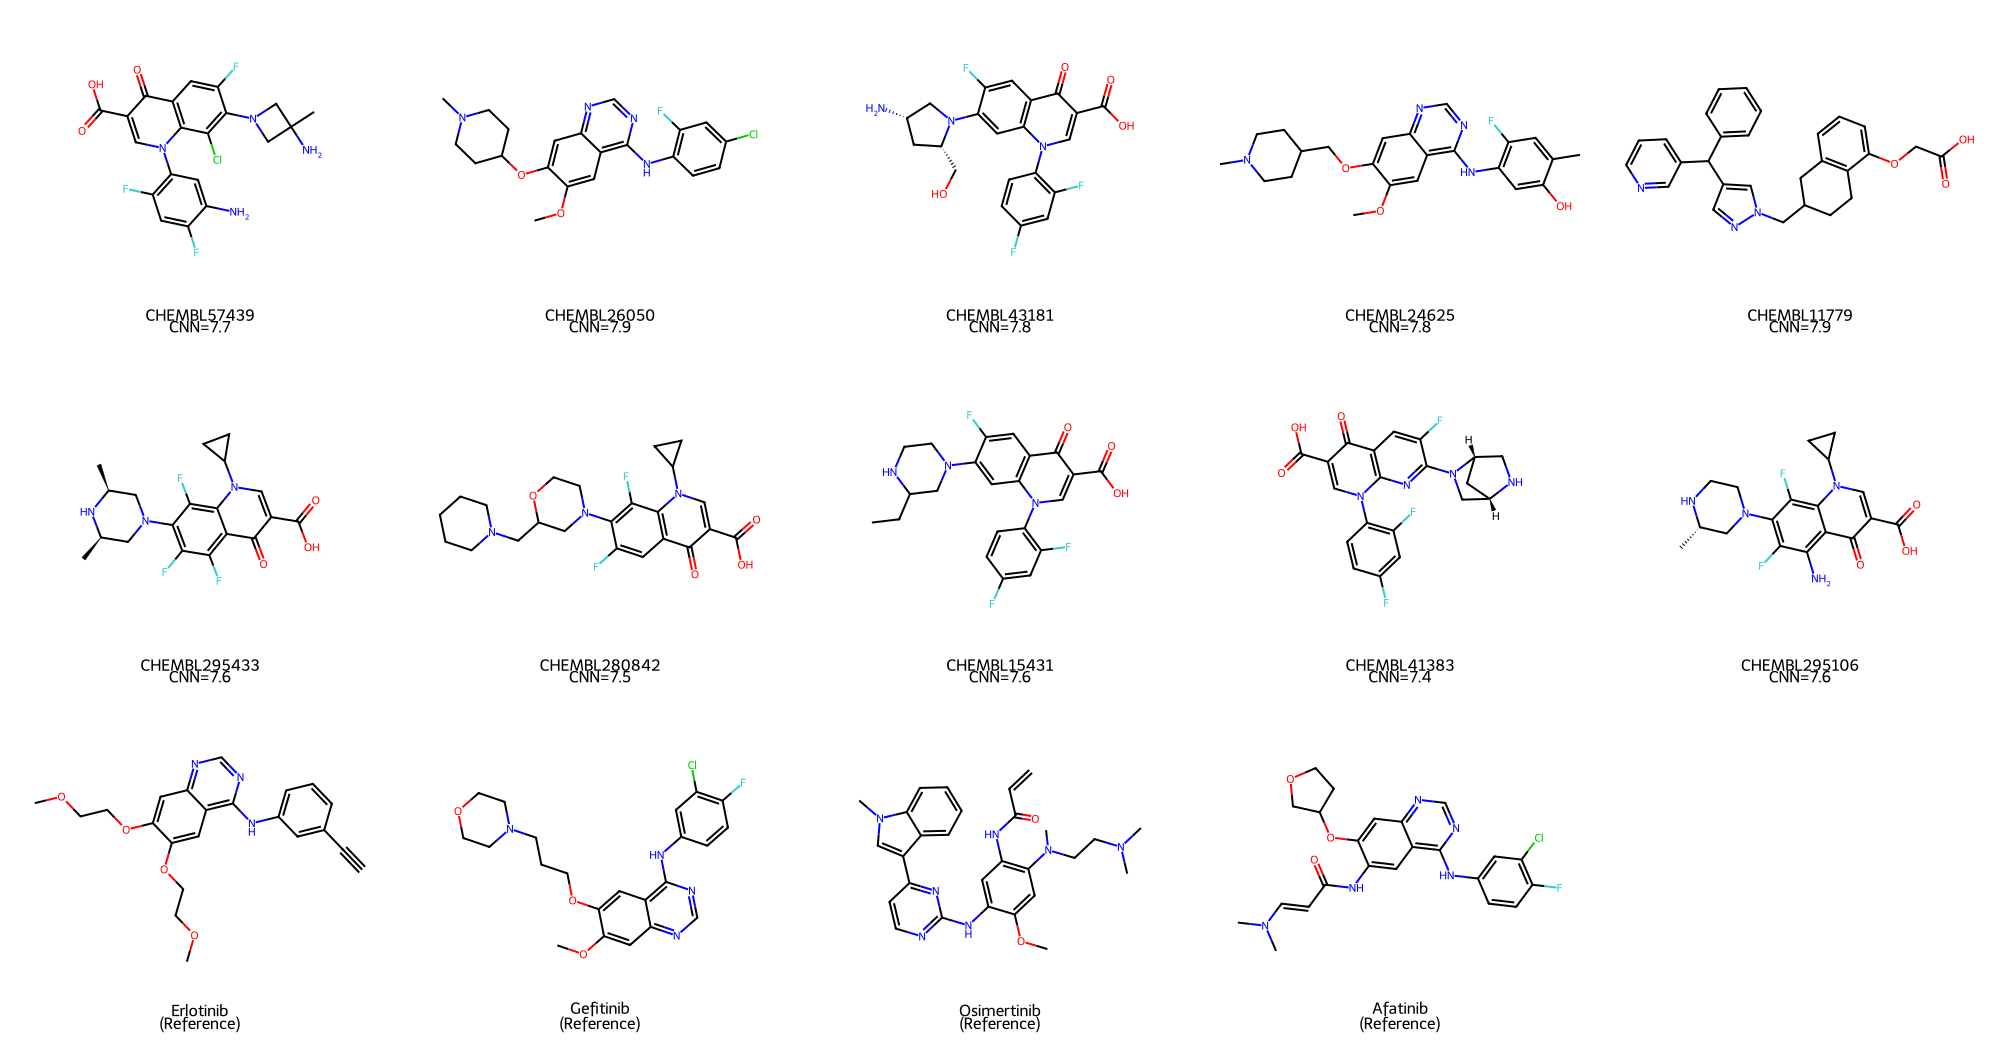 CHEMBL57439
CNN=7.7
CHEMBL26050
CNN=7.9
CHEMBL43181
CNN=7.8
CHEMBL24625
CNN=7.8
CHEMBL11779
CNN=7.9
CHEMBL295433
CNN=7.6
CHEMBL280842
CNN=7.5
CHEMBL15431
CNN=7.6
CHEMBL41383
CNN=7.4
CHEMBL295106
CNN=7.6
Erlotinib
(Reference)
Gefitinib
(Reference)
Osimertinib
(Reference)
Afatinib
(Reference)